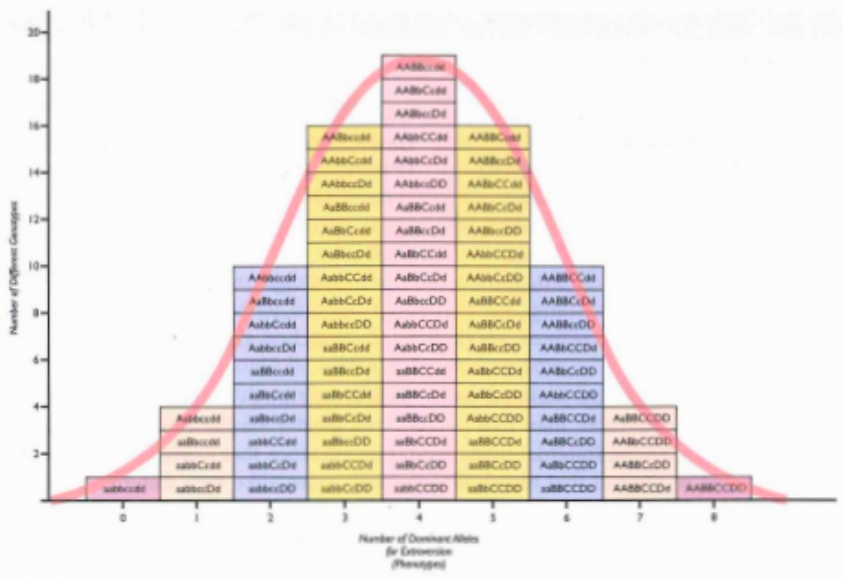 Number of Different Genotypes
20
18
16
14
12
10
8
6
4
2
aabbccdd
Aabbccdd
aaBbccdd
aabbCcdd
aabbccDd
AAbbccdd
AaBbccdd
AabbCcdd
AabbccDd
aaBBccdd
aaBbCcdd
aaBbccDd
aabbCCdd
aabbCcDd
aabbccDD
AABbccdd
AAbbCcdd
AAbbccDd
AaBBccdd
AaBbCcdd
AaBbccDd
AabbCCdd
AabbCcDd
AabbccDD
aaBBCcdd
aaBBccDd
aaBbCCdd
aaBbCcDd
aaBbccDD
aabbCCDd
aabbCcDD
AABBccdd
AABbCcdd
AABbccDd
AAbbCCdd
AAbbCcDd
AAbbccDD
AaBBCcdd
AaBBccDd
AaBbCcDd
AaBbccDD
AabbCCDd
AabbCcDD
aaBBCCdd
aaBBCcDd
aaBBccDD
aaBbCCDd
aaBbCcDD
aabbCCDD
AABBCcdd
AABBccDd
AABbCCdd
AABbCcDd
AABbccDD
AAbbCCDd
AAbbCcDD
AaBBCCdd
AaBBCcDd
AaBBccDD
AaBbCCDd
AaBbCcDD
AabbCCDD
aaBBCCDd
aaBBCcDD
aaBbCCDD
AABBCCdd
AABBCcDd
AABBccDD
AABbCCDd
AABbCcDD
AAbbCCDD
AaBBCCDd
AaBBCcDD
AaBbCCDD
aaBBCCDD
AaBBCCDD
AABbCCDD
AABBCcDD
AABBCCDd
AABBCCDD
0 1 2 3 4 5 6 7 8
Number of Dominant Alleles
for Extroversion
(Phenotypes)